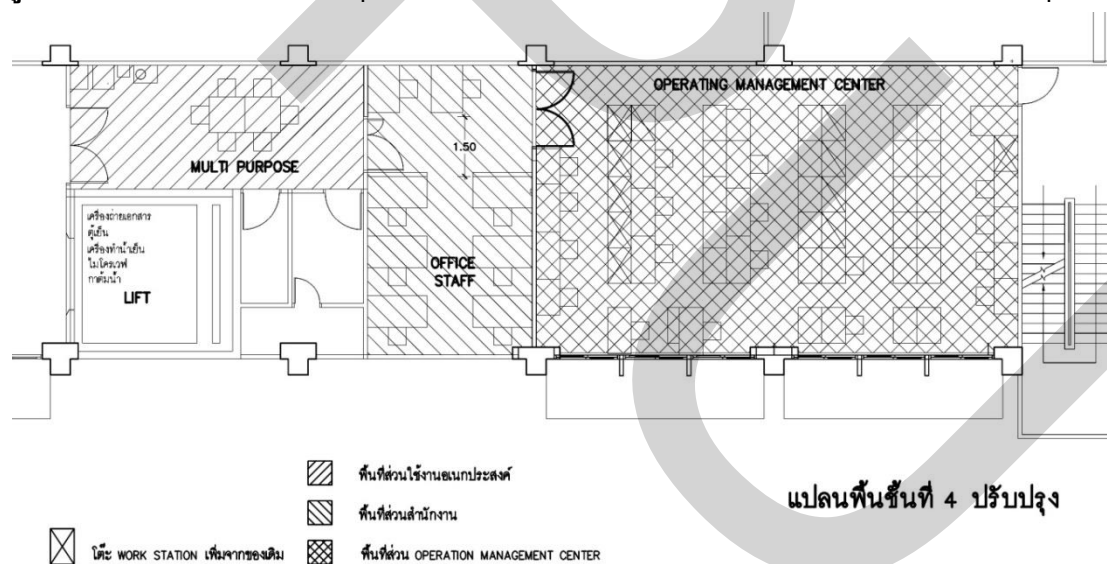 OPERATING MANAGEMENT CENTER
1.50
MULTI PURPOSE
เครื่องถ่ายเอกสาร
ตู้เย็น
เครื่องทำน้ำเย็น
ไมโครเวฟ
กาต้มน้ำ
LIFT
OFFICE
STAFF
พื้นที่ส่วนใช้งานอเนกประสงค์
พื้นที่ส่วนสำนักงาน
โต๊ะ WORK STATION เพิ่มจากของเดิม
พื้นที่ส่วน OPERATION MANAGEMENT CENTER
แปลนพื้นชั้นที่ 4 ปรับปรุง